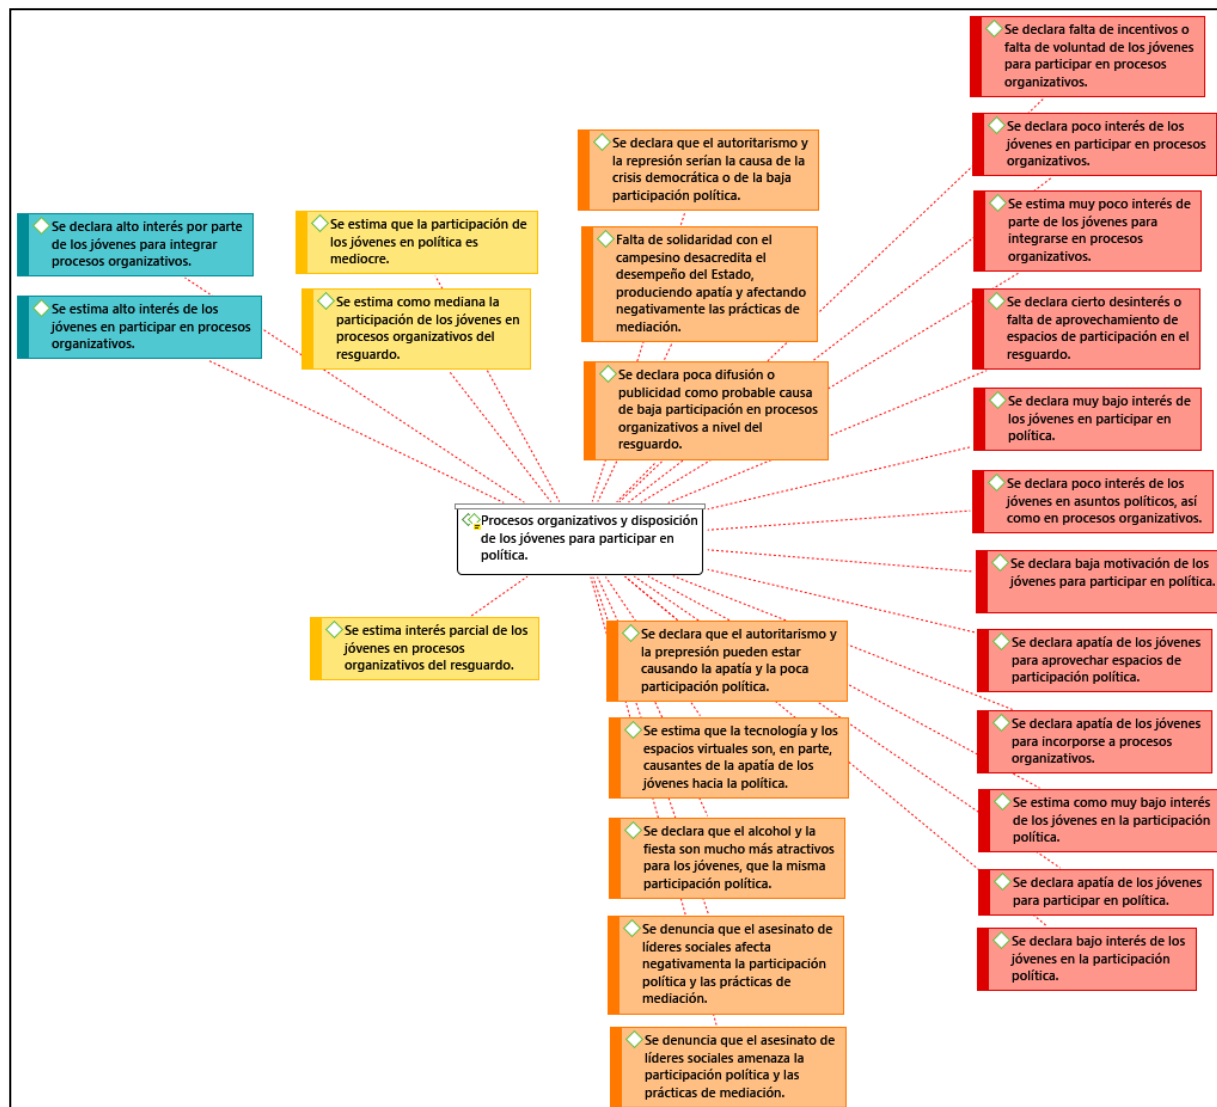 Se declara alto interés por parte
de los jóvenes para integrar
procesos organizativos.
Se estima alto interés de los
jóvenes en participar en procesos
organizativos.
Se estima que la participación de
los jóvenes en política es
mediocre.
Se estima como mediana la
participación de los jóvenes en
procesos organizativos del
resguardo.
Se declara que el autoritarismo y
la represión serían la causa de la
crisis democrática o de la baja
participación política.
Falta de solidaridad con el
campesino desacredita el
desempeño del Estado,
produciendo apatía y afectando
negativamente las prácticas de
mediación.
Se declara poca difusión o
publicidad como probable causa
de baja participación en procesos
organizativos a nivel del
resguardo.
Procesos organizativos y disposición
de los jóvenes para participar en
política.
Se estima interés parcial de los
jóvenes en procesos
organizativos del resguardo.
Se declara que el autoritarismo y
la prepresión pueden estar
causando la apatía y la poca
participación política.
Se estima que la tecnología y los
espacios virtuales son, en parte,
causantes de la apatía de los
jóvenes hacia la política.
Se declara que el alcohol y la
fiesta son mucho más atractivos
para los jóvenes, que la misma
participación política.
Se denuncia que el asesinato de
líderes sociales afecta
negativamenta la participación
política y las prácticas de
mediación.
Se denuncia que el asesinato de
líderes sociales amenaza la
participación política y las
prácticas de mediación.
Se declara falta de incentivos o
falta de voluntad de los jóvenes
para participar en procesos
organizativos.
Se declara poco interés de los
jóvenes en participar en procesos
organizativos.
Se estima muy poco interés de
parte de los jóvenes para
integrarse en procesos
organizativos.
Se declara cierto desinterés o
falta de aprovechamiento de
espacios de participación en el
resguardo.
Se declara muy bajo interés de
los jóvenes en participar en
política.
Se declara poco interés de los
jóvenes en asuntos políticos, así
como en procesos organizativos.
Se declara baja motivación de los
jóvenes para participar en política.
Se declara apatía de los jóvenes
para aprovechar espacios de
participación política.
Se declara apatía de los jóvenes
para incorporse a procesos
organizativos.
Se estima como muy bajo interés
de los jóvenes en la participación
política.
Se declara apatía de los jóvenes
para participar en política.
Se declara bajo interés de los
jóvenes en la participación
política.